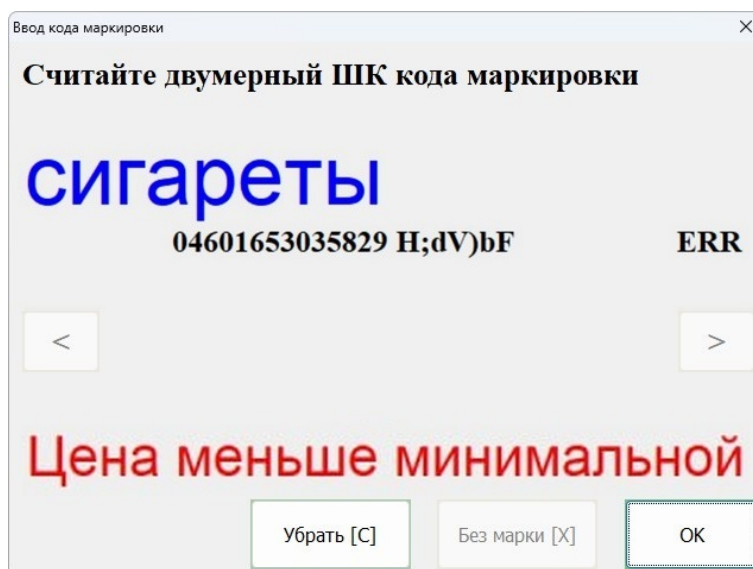 Ввод кода маркировки
Считайте двумерный ШК кода маркировки
сигареты
04601653035829 H;dV)bF ERR
< >
Цена меньше минимальной
Убрать [C] Без марки [X] OK